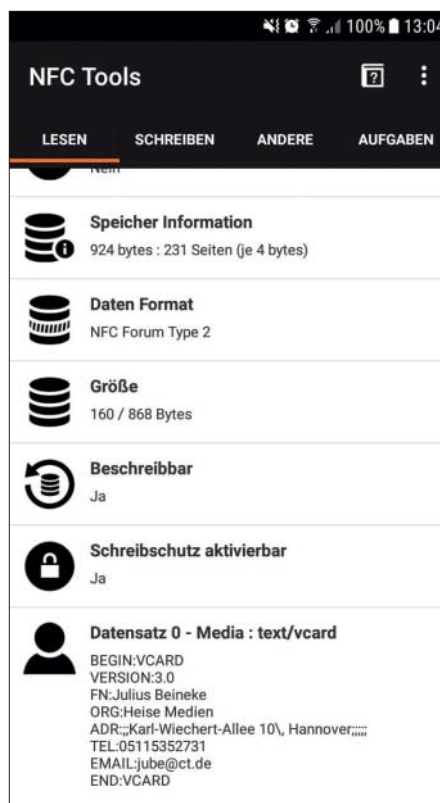 100% 13:04
NFC Tools
LESEN SCHREIBEN ANDERE AUFGABEN
Nein
Speicher Information
924 bytes : 231 Seiten (je 4 bytes)
Daten Format
NFC Forum Type 2
Größe
160 / 868 Bytes
Beschreibbar
Ja
Schreibschutz aktivierbar
Ja
Datensatz 0 - Media : text/vcard
BEGIN:VCARD
VERSION:3.0
FN:Julius Beineke
ORG:Heise Medien
ADR:;;Karl-Wiechert-Allee 10\, Hannover;;;;;
TEL:05115352731
EMAIL:jube@ct.de
END:VCARD